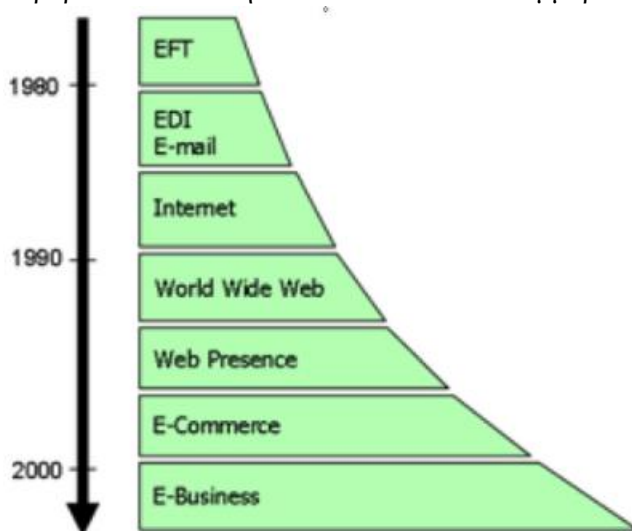 EFT
1980
EDI
E-mail
Internet
1990
World Wide Web
Web Presence
E-Commerce
2000
E-Business